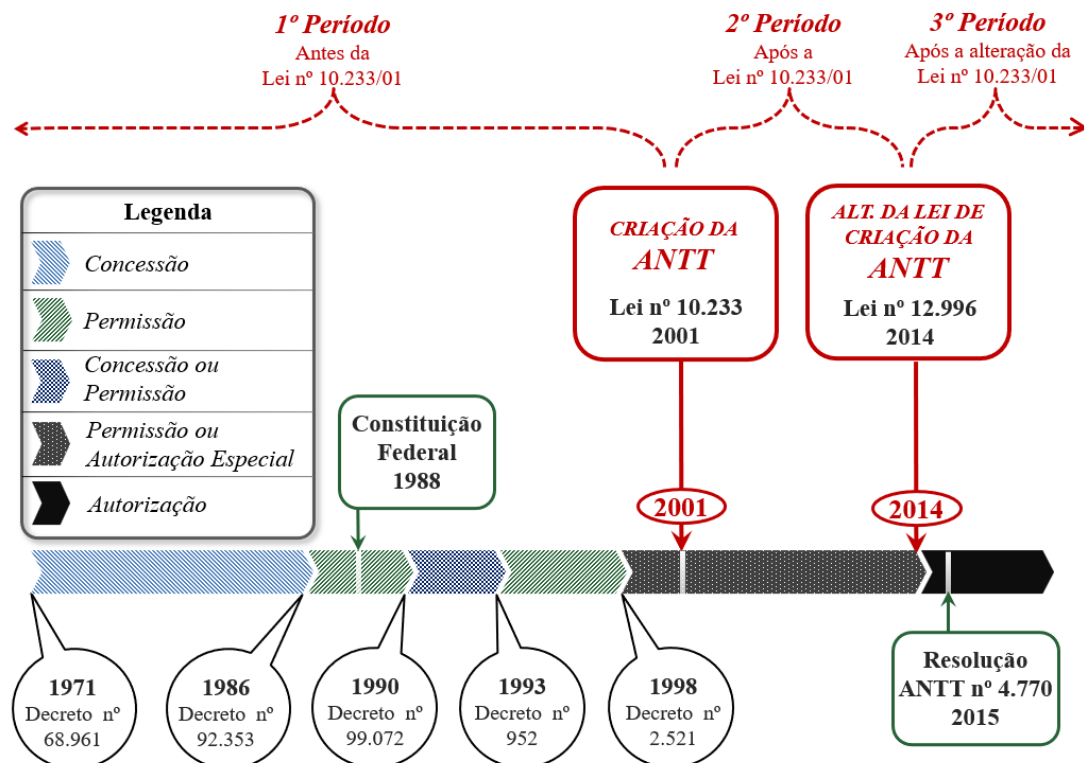 1º Período
Antes da
Lei nº 10.233/01
2º Período
Após a
Lei nº 10.233/01
3º Período
Após a alteração da
Lei nº 10.233/01
Legenda
Concessão
Permissão
Concessão ou
Permissão
Permissão ou
Autorização Especial
Autorização
CRIAÇÃO DA
ANTT
Lei nº 10.233
2001
ALT. DA LEI DE
CRIAÇÃO DA
ANTT
Lei nº 12.996
2014
Constituição
Federal
1988
2001
2014
1971
Decreto nº
68.961
1986
Decreto nº
92.353
1990
Decreto nº
99.072
1993
Decreto nº
952
1998
Decreto nº
2.521
Resolução
ANTT nº 4.770
2015